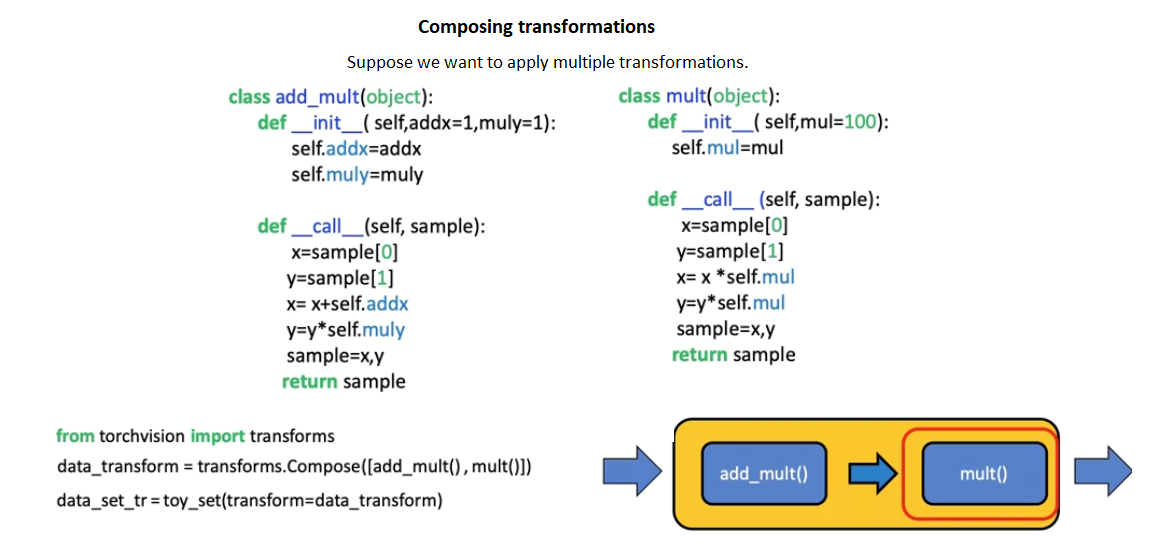 Composing transformations
Suppose we want to apply multiple transformations.
class add_mult(object):
def __init__( self,addx=1,muly=1):
self.addx=addx
self.muly=muly
def __call__(self, sample):
x=sample[0]
y=sample[1]
x= x+self.addx
y=y*self.muly
sample=x,y
return sample
class mult(object):
def __init__( self,mul=100):
self.mul=mul
def __call__ (self, sample):
x=sample[0]
y=sample[1]
x= x *self.mul
y=y*self.mul
sample=x,y
return sample
from torchvision import transforms
data_transform = transforms.Compose([add_mult(), mult()])
data_set_tr = toy_set(transform=data_transform)
add_mult()
mult()